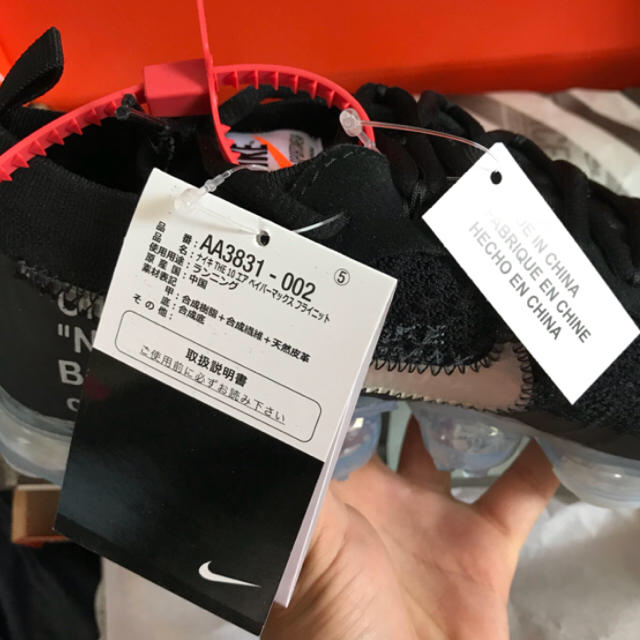 品 番: AA3831 - 002
⑤
品 名: ナイキ THE 10 エア ベイパーマックス フライニット
使用用途: ランニング
原 産 国: 中国
素材表記
甲: 合成樹脂+合成繊維+天然皮革
底: 合成底
その他:
取扱説明書
ご使用前に必ずお読み下さい
IN CHINA
FABRIQUE EN CHINE
HECHO EN CHINA
"N
B